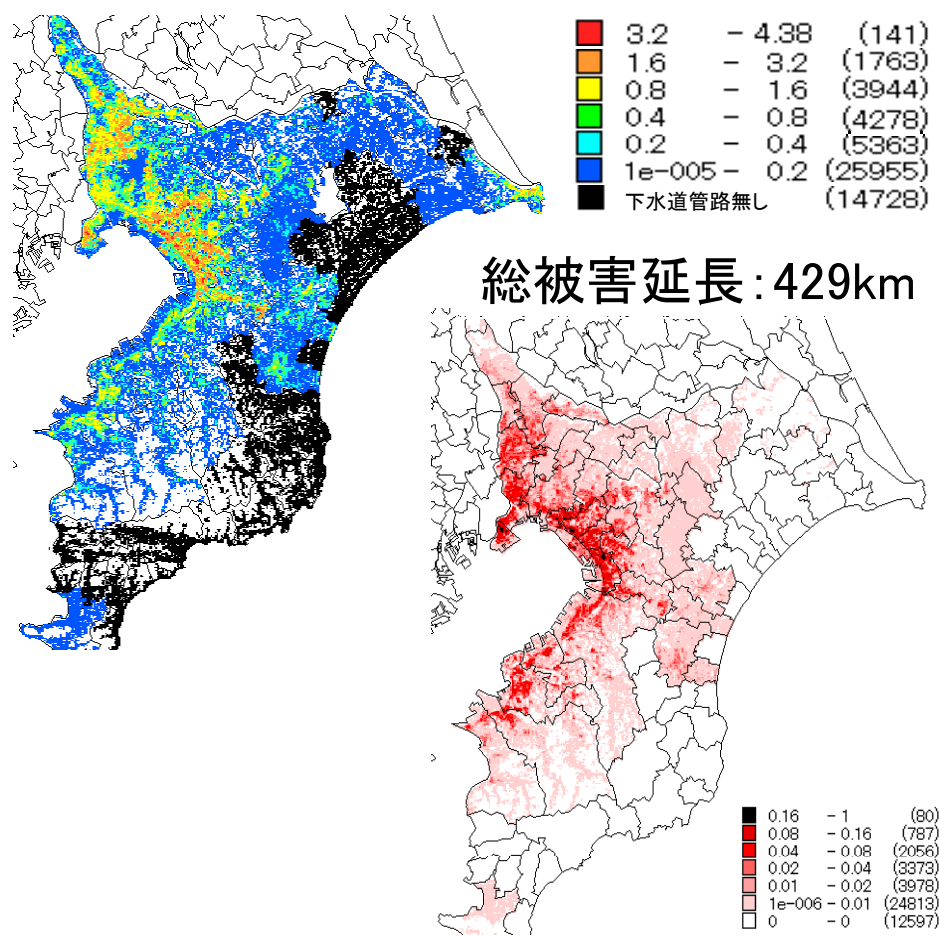 3.2 - 4.38 (141)
1.6 - 3.2 (1763)
0.8 - 1.6 (3944)
0.4 - 0.8 (4278)
0.2 - 0.4 (5363)
1e-005 - 0.2 (25955)
下水道管路無し (14728)
総被害延長:429km
0.16 - 1 (80)
0.08 - 0.16 (787)
0.04 - 0.08 (2056)
0.02 - 0.04 (3373)
0.01 - 0.02 (3978)
1e-006 - 0.01 (24813)
0 - 0 (12597)